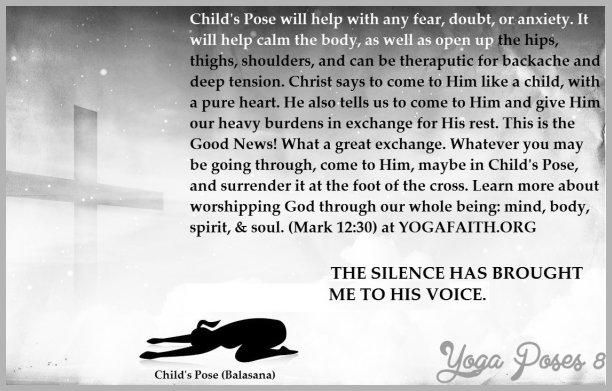 Child's Pose will help with any fear, doubt, or anxiety. It
will help calm the body, as well as open up the hips,
thighs, shoulders, and can be theraputic for backache and
deep tension. Christ says to come to Him like a child, with
a pure heart. He also tells us to come to Him and give Him
our heavy burdens in exchange for His rest. This is the
Good News! What a great exchange. Whatever you may
be going through, come to Him, maybe in Child's Pose,
and surrender it at the foot of the cross. Learn more about
worshipping God through our whole being: mind, body,
spirit, & soul. (Mark 12:30) at YOGAFAITH.ORG
THE SILENCE HAS BROUGHT
ME TO HIS VOICE.
Child's Pose (Balasana)
Yoga Poses 8